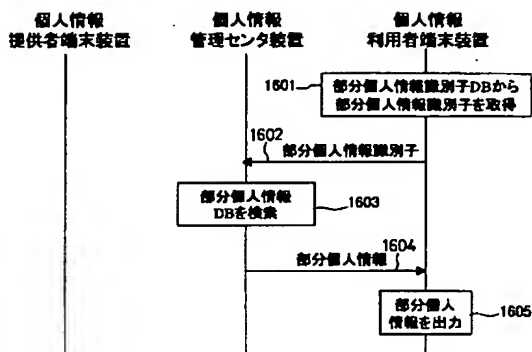 個人情報
提供者端末装置
個人情報
管理センタ装置
個人情報
利用者端末装置
1601
部分個人情報識別子DBから
部分個人情報識別子を取得
1602
部分個人情報識別子
部分個人情報
DBを検索
1603
1604
部分個人情報
部分個人
情報を出力
1605